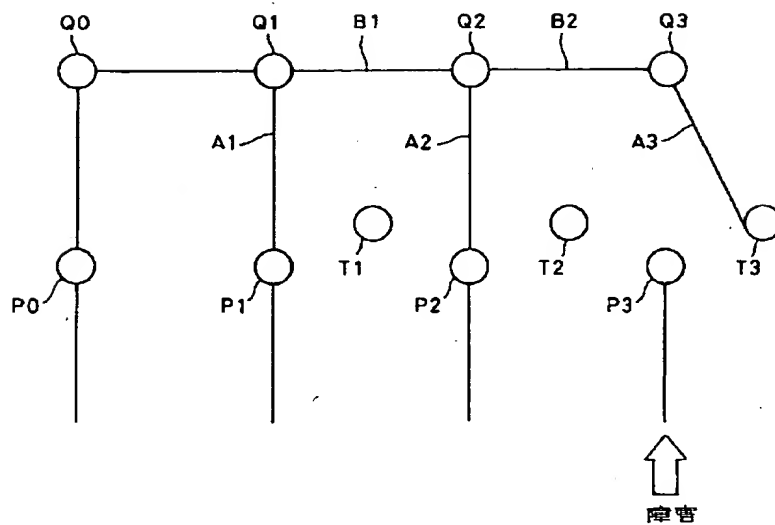 Q0 Q1 B1 Q2 B2 Q3
A1 A2 A3
T1 T2 T3
P0 P1 P2 P3
障害